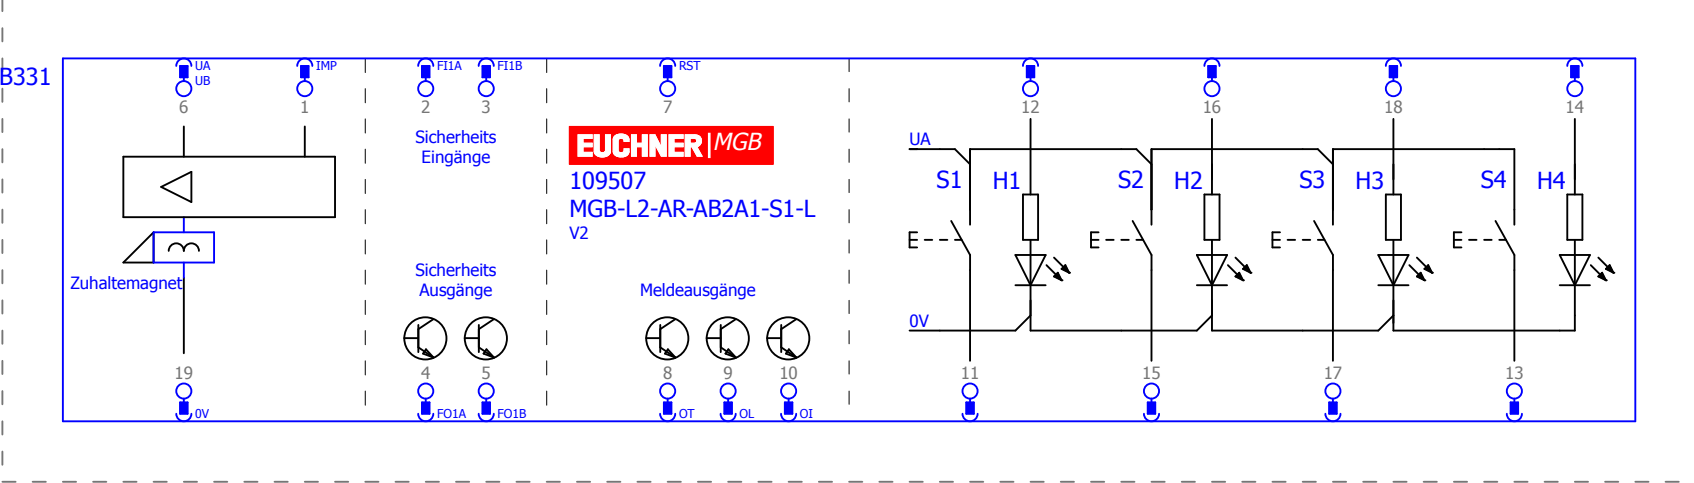 B331
UA
UB
IMP
FI1A
FI1B
RST
6
1
2
3
7
12
16
18
14
Sicherheits
Eingänge
EUCHNER|MGB
109507
MGB-L2-AR-AB2A1-S1-L
V2
UA
S1
H1
S2
H2
S3
H3
S4
H4
Zuhaltemagnet
Sicherheits
Ausgänge
Meldeausgänge
0V
19
4
5
8
9
10
11
15
17
13
0V
FO1A
FO1B
OT
OL
OI